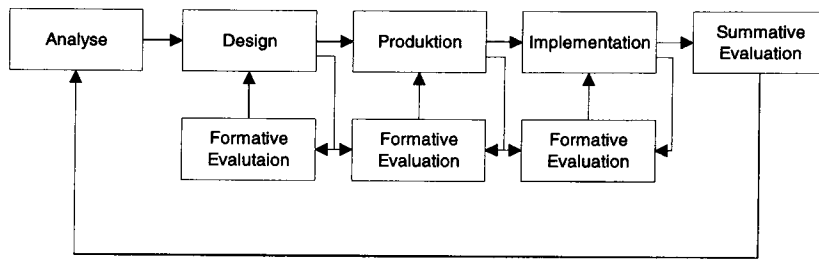 Analyse
Design
Produktion
Implementation
Summative
Evaluation
Formative
Evalutaion
Formative
Evaluation
Formative
Evaluation